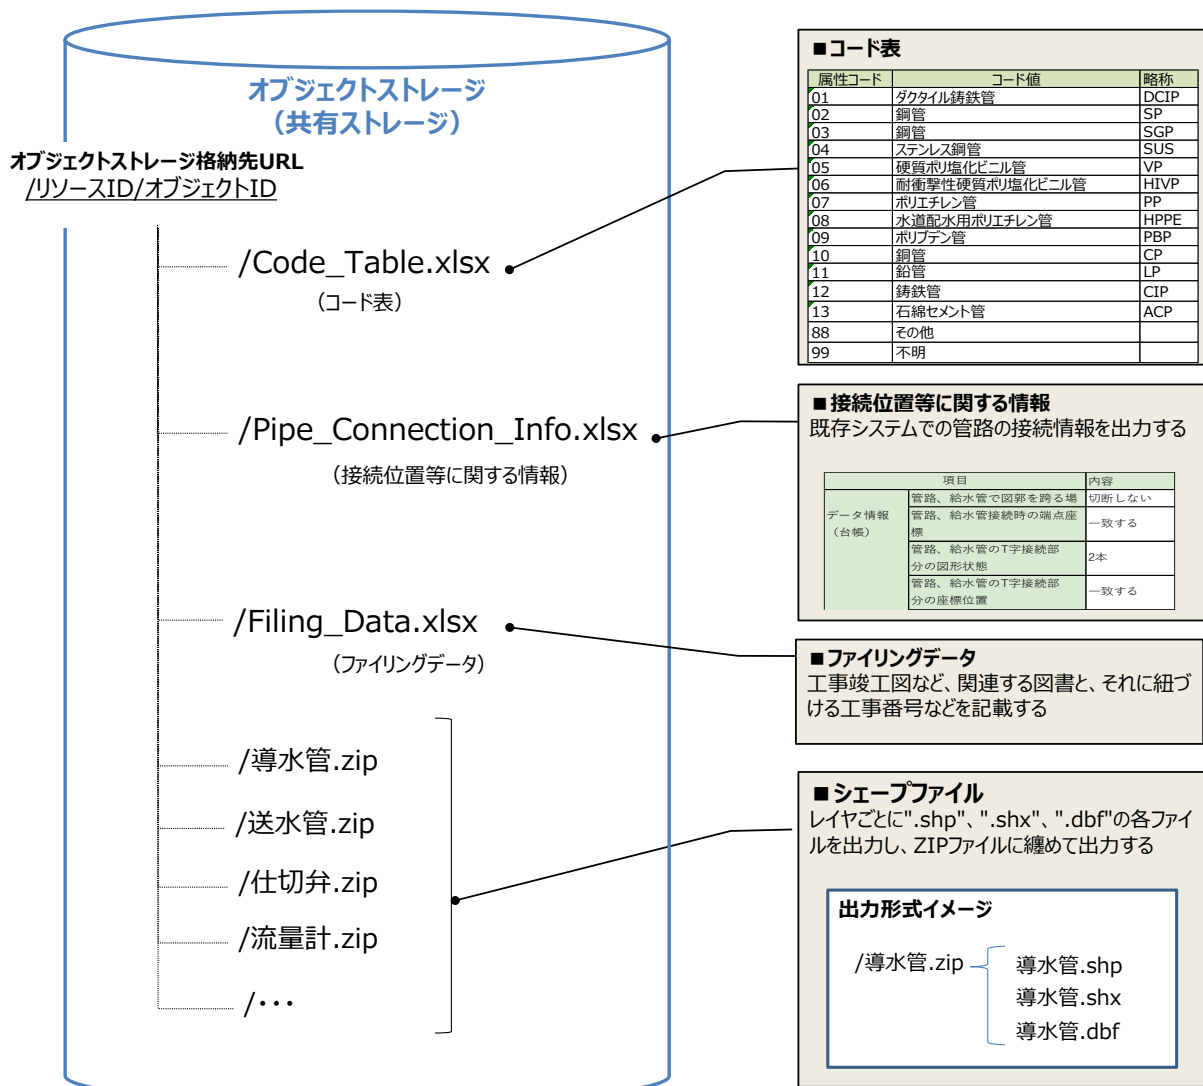 オブジェクトストレージ
（共有ストレージ）
オブジェクトストレージ格納先URL
/リソースID/オブジェクトID
/Code_Table.xlsx
（コード表）
/Pipe_Connection_Info.xlsx
（接続位置等に関する情報）
/Filing_Data.xlsx
（ファイリングデータ）
/導水管.zip
/送水管.zip
/仕切弁.zip
/流量計.zip
/・・・
■コード表
属性コード コード値 略称
01 ダクタイル鋳鉄管 DCIP
02 鋼管 SP
03 鋼管 SGP
04 ステンレス鋼管 SUS
05 硬質ポリ塩化ビニル管 VP
06 耐衝撃性硬質ポリ塩化ビニル管 HIVP
07 ポリエチレン管 PP
08 水道配水用ポリエチレン管 HPPE
09 ポリブデン管 PBP
10 銅管 CP
11 鉛管 LP
12 鋳鉄管 CIP
13 石綿セメント管 ACP
88 その他
99 不明
■接続位置等に関する情報
既存システムでの管路の接続情報を出力する
項目 内容
データ情報
（台帳）
管路、給水管で図郭を跨る場 切断しない
管路、給水管接続時の端点座
標 一致する
管路、給水管のT字接続部
分の図形状態 2本
管路、給水管のT字接続部
分の座標位置 一致する
■ファイリングデータ
工事竣工図など、関連する図書と、それに紐づ
ける工事番号などを記載する
■シェープファイル
レイヤごとに".shp"、".shx"、".dbf"の各ファイ
ルを出力し、ZIPファイルに纏めて出力する
出力形式イメージ
/導水管.zip
導水管.shp
導水管.shx
導水管.dbf